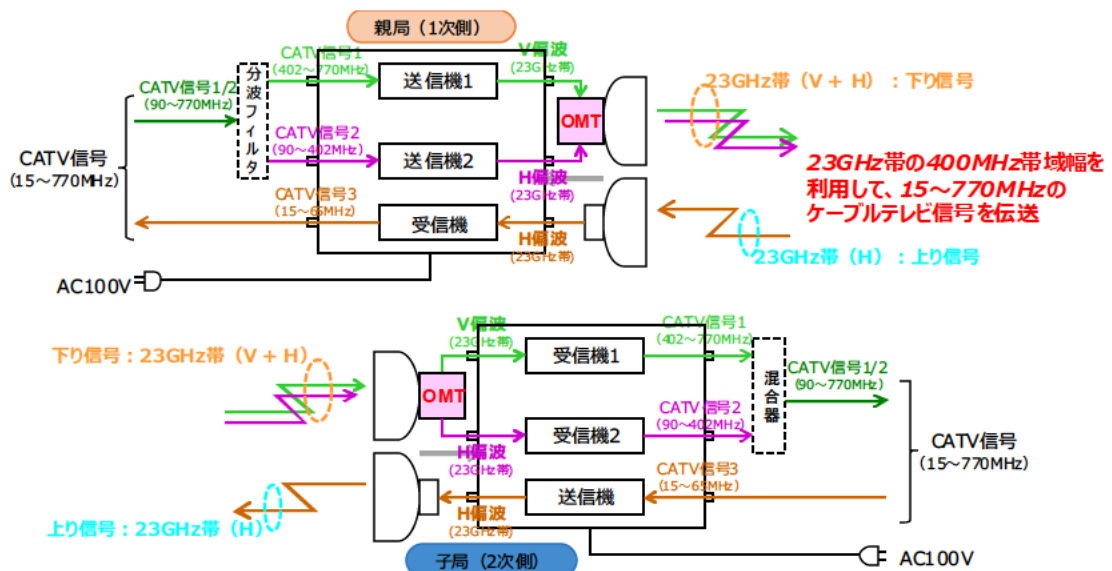 親局（1次側）
CATV信号1
(402～770MHz)
V偏波
(23GHz帯)
分波フィルタ
送信機1
CATV信号1/2
(90～770MHz)
OMT
23GHz帯（V + H）：下り信号
CATV信号2
(90～402MHz)
送信機2
CATV信号
(15～770MHz)
H偏波
(23GHz帯)
23GHz帯の400MHz帯域幅を
利用して、15～770MHzの
ケーブルテレビ信号を伝送
CATV信号3
(15～65MHz)
受信機
H偏波
(23GHz帯)
23GHz帯（H）：上り信号
AC100V
V偏波
(23GHz帯)
CATV信号1
(402～770MHz)
下り信号：23GHz帯（V + H）
受信機1
混合器
CATV信号1/2
(90～770MHz)
OMT
CATV信号2
(90～402MHz)
受信機2
H偏波
(23GHz帯)
CATV信号
(15～770MHz)
CATV信号3
(15～65MHz)
送信機
H偏波
(23GHz帯)
上り信号：23GHz帯（H）
子局（2次側）
AC100V